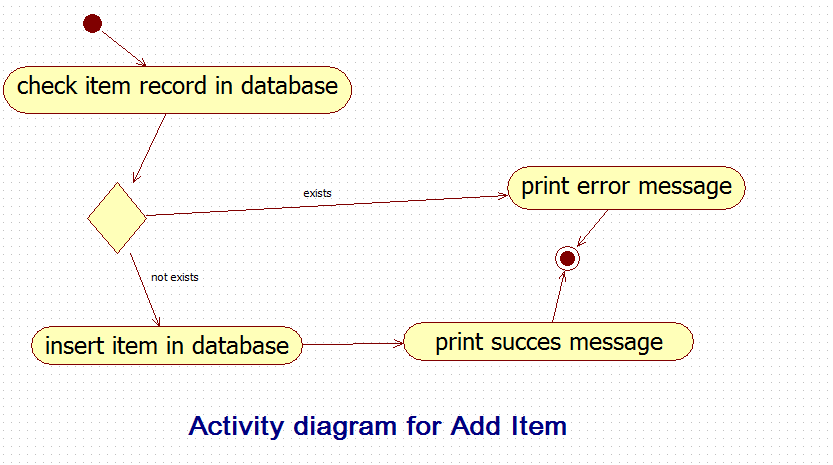 check item record in database
exists
print error message
not exists
insert item in database
print succes message
Activity diagram for Add Item